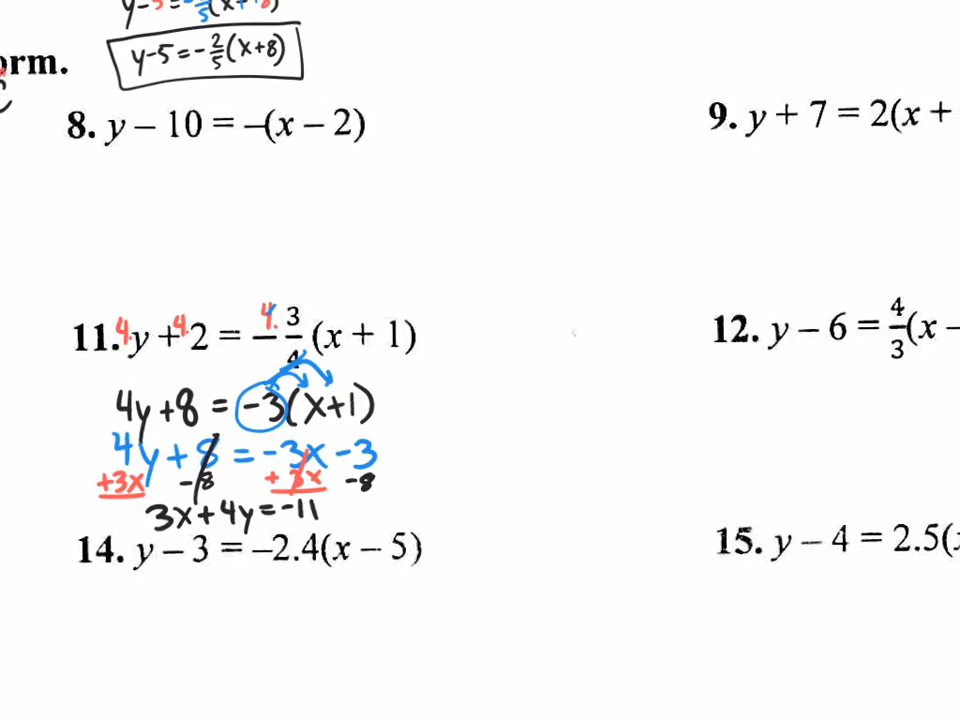 y-5 = -2/5(x+8)
orm.
8. y – 10 = –(x – 2)
9. y + 7 = 2(x +
11. 4·y + 4·2 = 4· – 3/4 (x + 1)
12. y – 6 = 4/3(x –
4y +8 = -3(x+1)
4y + 8 = -3x -3
+3x -8 + 3x -8
3x + 4y = -11
14. y – 3 = –2.4(x – 5)
15. y – 4 = 2.5(x